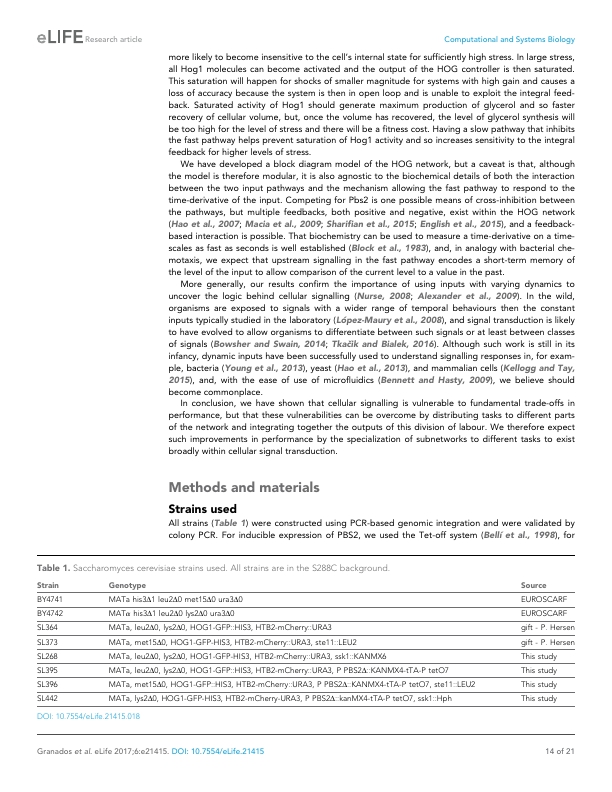 eLIFE Research article
Computational and Systems Biology
more likely to become insensitive to the cell's internal state for sufficiently high stress. In large stress,
all Hog1 molecules can become activated and the output of the HOG controller is then saturated.
This saturation will happen for shocks of smaller magnitude for systems with high gain and causes a
loss of accuracy because the system is then in open loop and is unable to exploit the integral feed-
back. Saturated activity of Hog1 should generate maximum production of glycerol and so faster
recovery of cellular volume, but, once the volume has recovered, the level of glycerol synthesis will
be too high for the level of stress and there will be a fitness cost. Having a slow pathway that inhibits
the fast pathway helps prevent saturation of Hog1 activity and so increases sensitivity to the integral
feedback for higher levels of stress.
We have developed a block diagram model of the HOG network, but a caveat is that, although
the model is therefore modular, it is also agnostic to the biochemical details of both the interaction
between the two input pathways and the mechanism allowing the fast pathway to respond to the
time-derivative of the input. Competing for Pbs2 is one possible means of cross-inhibition between
the pathways, but multiple feedbacks, both positive and negative, exist within the HOG network
(Hao et al., 2007; Macia et al., 2009; Sharifian et al., 2015; English et al., 2015), and a feedback-
based interaction is possible. That biochemistry can be used to measure a time-derivative on a time-
scales as fast as seconds is well established (Block et al., 1983), and, in analogy with bacterial che-
motaxis, we expect that upstream signalling in the fast pathway encodes a short-term memory of
the level of the input to allow comparison of the current level to a value in the past.
More generally, our results confirm the importance of using inputs with varying dynamics to
uncover the logic behind cellular signalling (Nurse, 2008; Alexander et al., 2009). In the wild,
organisms are exposed to signals with a wider range of temporal behaviours then the constant
inputs typically studied in the laboratory (López-Maury et al., 2008), and signal transduction is likely
to have evolved to allow organisms to differentiate between such signals or at least between classes
of signals (Bowsher and Swain, 2014; Tkačik and Bialek, 2016). Although such work is still in its
infancy, dynamic inputs have been successfully used to understand signalling responses in, for exam-
ple, bacteria (Young et al., 2013), yeast (Hao et al., 2013), and mammalian cells (Kellogg and Tay,
2015), and, with the ease of use of microfluidics (Bennett and Hasty, 2009), we believe should
become commonplace.
In conclusion, we have shown that cellular signalling is vulnerable to fundamental trade-offs in
performance, but that these vulnerabilities can be overcome by distributing tasks to different parts
of the network and integrating together the outputs of this division of labour. We therefore expect
such improvements in performance by the specialization of subnetworks to different tasks to exist
broadly within cellular signal transduction.
Methods and materials
Strains used
All strains (Table 1) were constructed using PCR-based genomic integration and were validated by
colony PCR. For inducible expression of PBS2, we used the Tet-off system (Bellí et al., 1998), for
Table 1. Saccharomyces cerevisiae strains used. All strains are in the S288C background.
Strain Genotype Source
BY4741 MATa his3Δ1 leu2Δ0 met15Δ0 ura3Δ0 EUROSCARF
BY4742 MATα his3Δ1 leu2Δ0 lys2Δ0 ura3Δ0 EUROSCARF
SL364 MATa, leu2Δ0, lys2Δ0, HOG1-GFP::HIS3, HTB2-mCherry::URA3 gift - P. Hersen
SL373 MATa, met15Δ0, HOG1-GFP-HIS3, HTB2-mCherry::URA3, ste11::LEU2 gift - P. Hersen
SL268 MATa, leu2Δ0, lys2Δ0, HOG1-GFP-HIS3, HTB2-mCherry::URA3, ssk1::KANMX6 This study
SL395 MATa, leu2Δ0, lys2Δ0, HOG1-GFP::HIS3, HTB2-mCherry::URA3, P PBS2Δ::KANMX4-tTA-P tetO7 This study
SL396 MATa, met15Δ0, HOG1-GFP::HIS3, HTB2-mCherry::URA3, P PBS2Δ::KANMX4-tTA-P tetO7, ste11::LEU2 This study
SL442 MATa, lys2Δ0, HOG1-GFP-HIS3, HTB2-mCherry-URA3, P PBS2Δ::kanMX4-tTA-P tetO7, ssk1::Hph This study
DOI: 10.7554/eLife.21415.018
Granados et al. eLife 2017;6:e21415. DOI: 10.7554/eLife.21415
14 of 21